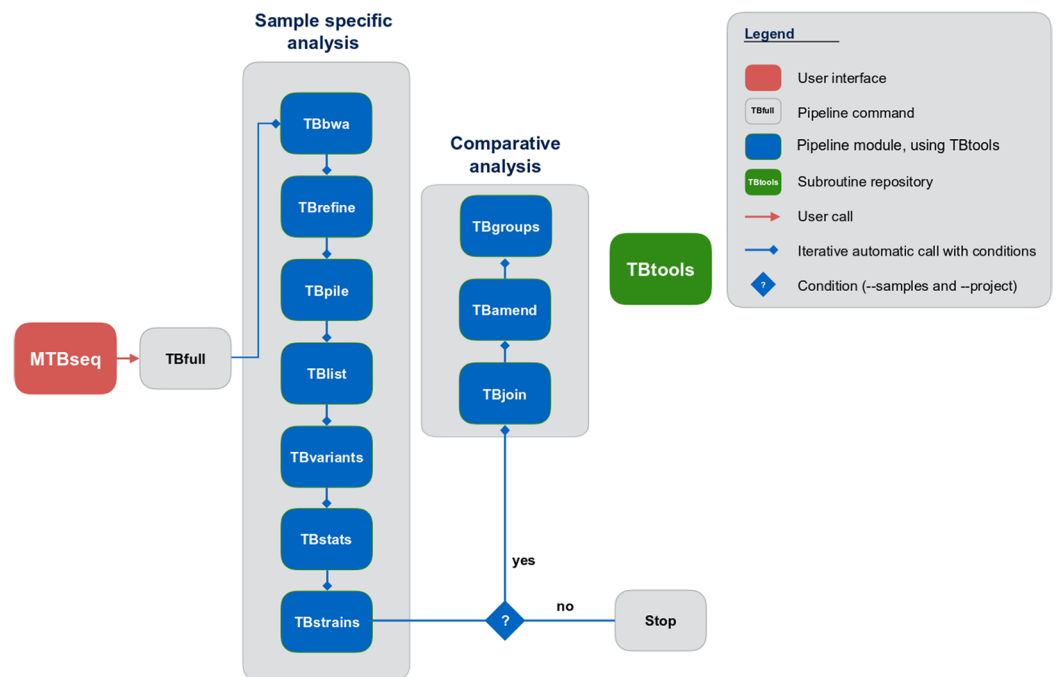 Sample specific
analysis
TBbwa
TBrefine
TBpile
TBlist
TBvariants
TBstats
TBstrains
MTBseq
TBfull
Comparative
analysis
TBgroups
TBamend
TBjoin
yes
?
no
Stop
TBtools
Legend
User interface
TBfull
Pipeline command
Pipeline module, using TBtools
TBtools
Subroutine repository
User call
Iterative automatic call with conditions
?
Condition (--samples and --project)